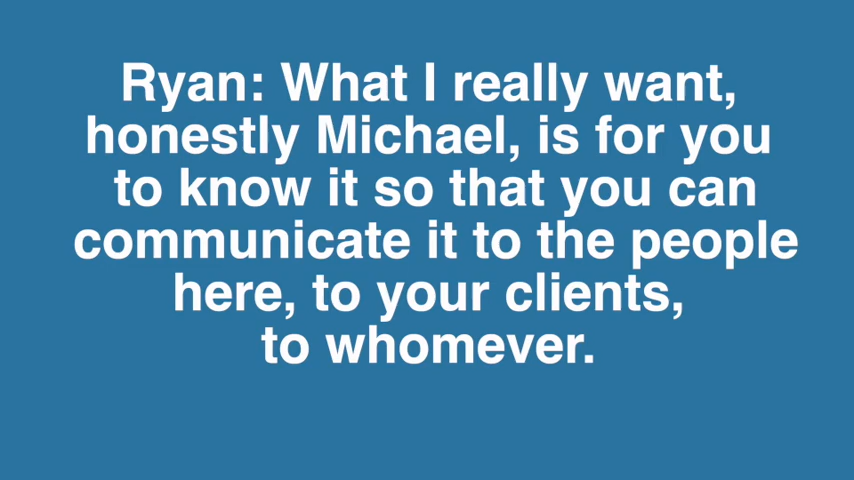 Ryan: What I really want,
honestly Michael, is for you
to know it so that you can
communicate it to the people
here, to your clients,
to whomever.